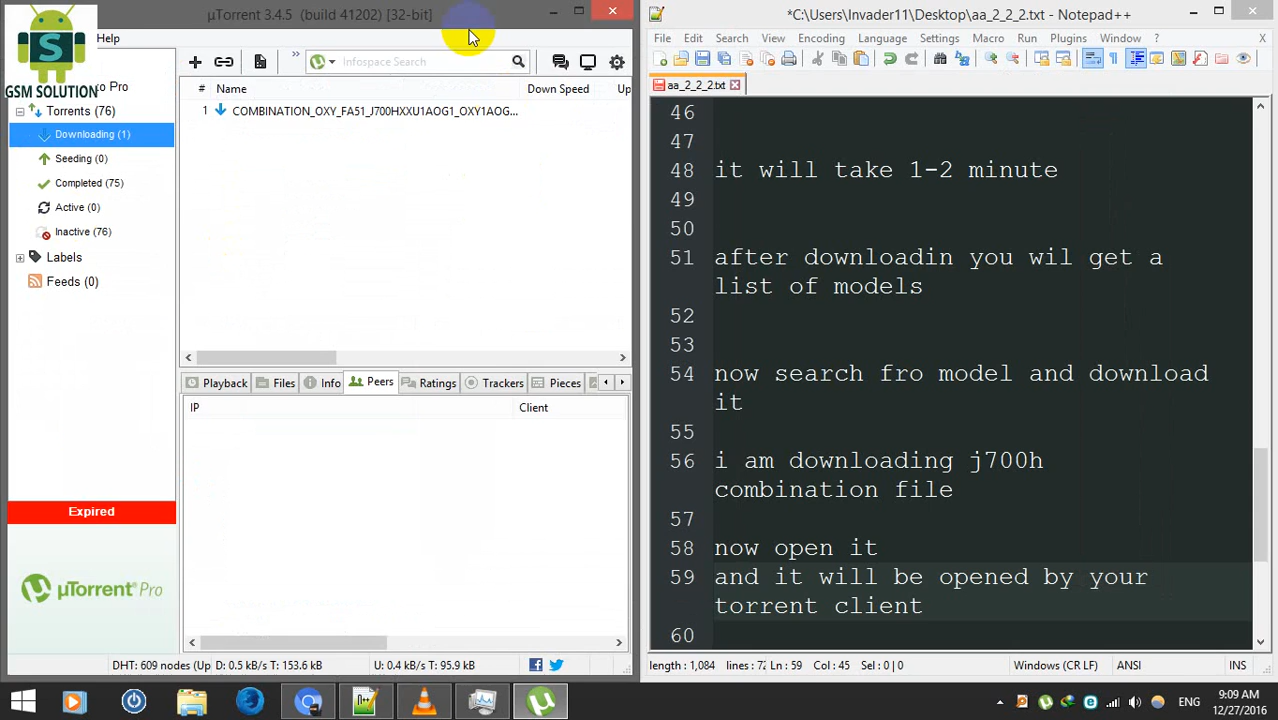 µTorrent 3.4.5 (build 41202) [32-bit]
S
GSM SOLUTION
Help
Pro
Infospace Search
Torrents (76)
Downloading (1)
Seeding (0)
Completed (75)
Active (0)
Inactive (76)
Labels
Feeds (0)
# Name Down Speed Up
1 COMBINATION_OXY_FA51_J700HXXU1AOG1_OXY1AOG...
Playback Files Info Peers Ratings Trackers Pieces
IP Client
Expired
µTorrent Pro
DHT: 609 nodes (Up D: 0.5 kB/s T: 153.6 kB U: 0.4 kB/s T: 95.9 kB
*C:\Users\Invader11\Desktop\aa_2_2_2.txt - Notepad++
File Edit Search View Encoding Language Settings Macro Run Plugins Window ? X
aa_2_2_2.txt
46
47
48 it will take 1-2 minute
49
50
51 after downloadin you wil get a
list of models
52
53
54 now search fro model and download
it
55
56 i am downloading j700h
combination file
57
58 now open it
59 and it will be opened by your
torrent client
60
length : 1,084 lines : 72 Ln : 59 Col : 45 Sel : 0 | 0 Windows (CR LF) ANSI INS
ENG
9:09 AM
12/27/2016